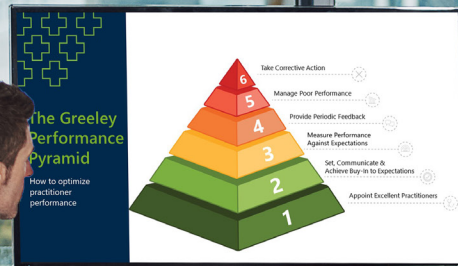 The Greeley
Performance
Pyramid
How to optimize
practitioner
performance
6
Take Corrective Action
5
Manage Poor Performance
4
Provide Periodic Feedback
3
Measure Performance
Against Expectations
2
Set, Communicate &
Achieve Buy-In to Expectations
1
Appoint Excellent Practitioners